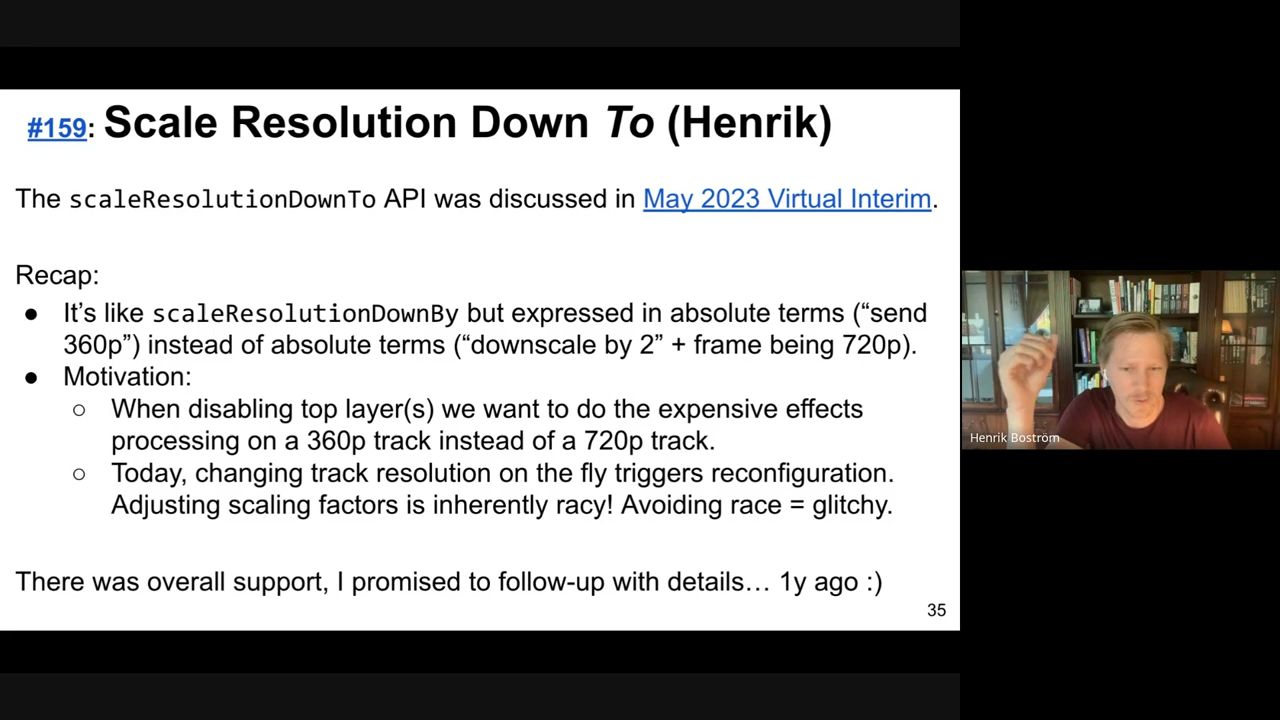 #159: Scale Resolution Down To (Henrik)
The scaleResolutionDownTo API was discussed in May 2023 Virtual Interim.
Recap:
● It’s like scaleResolutionDownBy but expressed in absolute terms (“send
360p”) instead of absolute terms (“downscale by 2” + frame being 720p).
● Motivation:
○ When disabling top layer(s) we want to do the expensive effects
processing on a 360p track instead of a 720p track.
○ Today, changing track resolution on the fly triggers reconfiguration.
Adjusting scaling factors is inherently racy! Avoiding race = glitchy.
There was overall support, I promised to follow-up with details… 1y ago :)
35
Henrik Boström